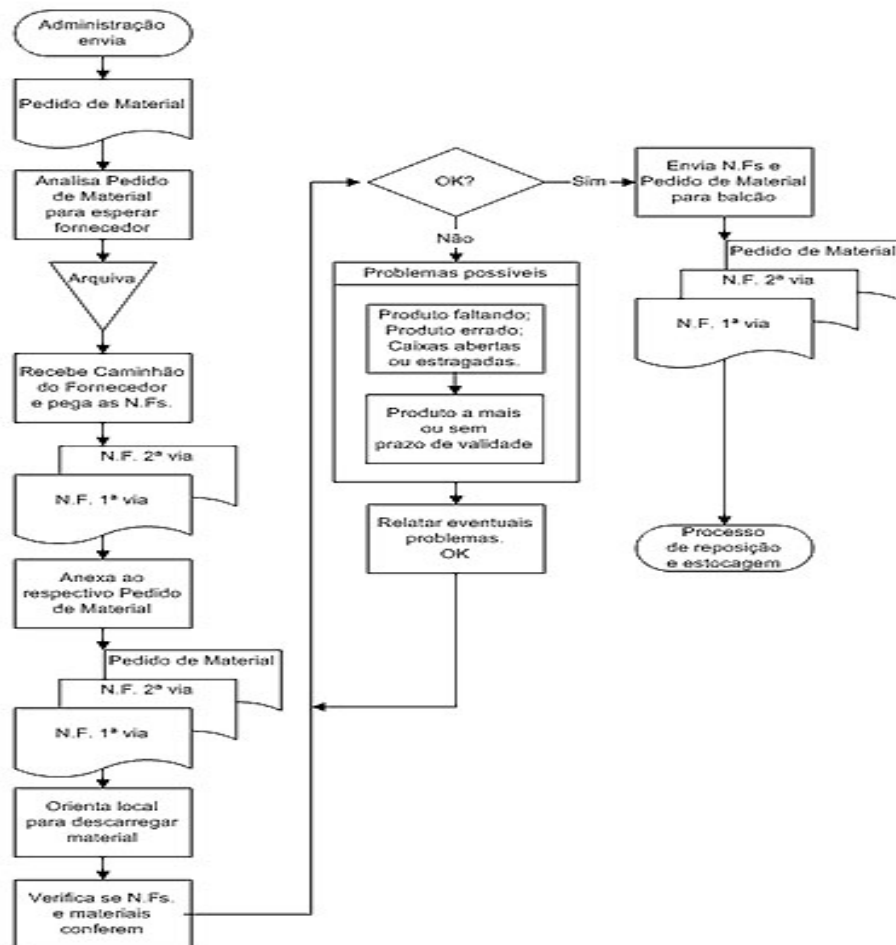 Administração
envia
Pedido de Material
Analisa Pedido
de Material
para esperar
fornecedor
Arquiva
Recebe Caminhão
do Fornecedor
e pega as N.Fs.
N.F. 2ª via
N.F. 1ª via
Anexa ao
respectivo Pedido
de Material
Pedido de Material
N.F. 2ª via
N.F. 1ª via
Orienta local
para descarregar
material
Verifica se N.Fs.
e materiais
conferem
OK?
Sim
Não
Problemas possíveis
Produto faltando;
Produto errado;
Caixas abertas
ou estragadas.
Produto a mais
ou sem
prazo de validade
Relatar eventuais
problemas.
OK
Envia N.Fs e
Pedido de Material
para balcão
Pedido de Material
N.F. 2ª via
N.F. 1ª via
Processo
de reposição
e estocagem